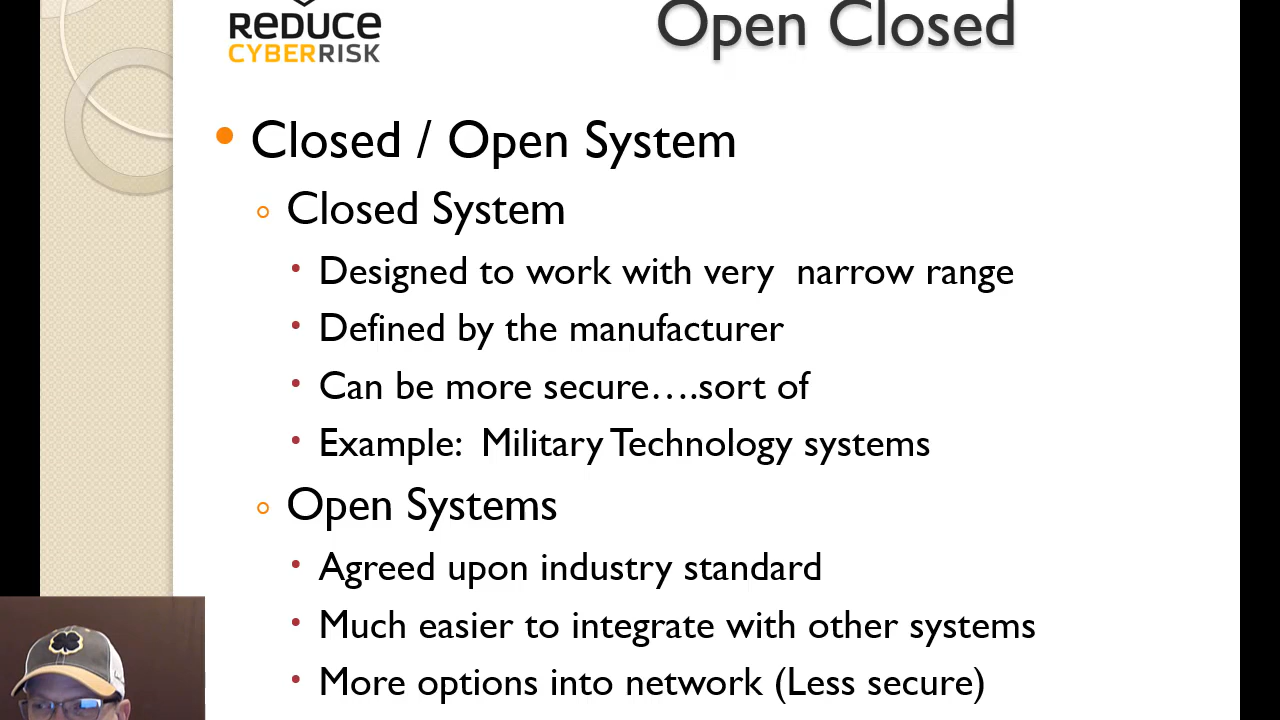 REDUCE
CYBERRISK
Open Closed
Closed / Open System
Closed System
Designed to work with very  narrow range
Defined by the manufacturer
Can be more secure….sort of
Example:  Military Technology systems
Open Systems
Agreed upon industry standard
Much easier to integrate with other systems
More options into network (Less secure)